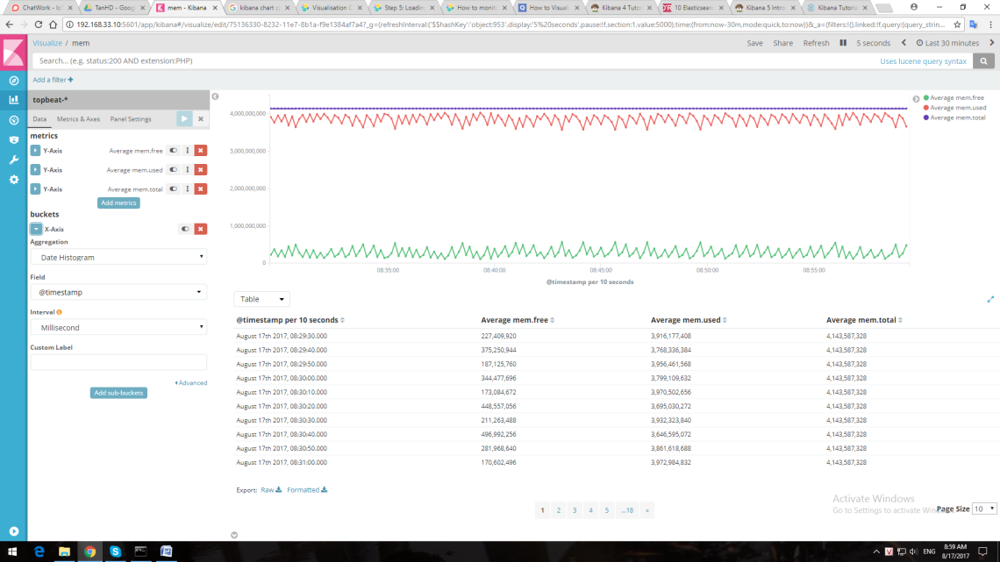 ChatWork - Ic
TanHD - Goog
mem - Kibana
kibana chart cp
Visualisation C
Step 5: Loadin
How to monito
How to Visuali
Kibana 4 Tutor
10 Elasticsear
Kibana 5 Intro
Kibana Tutoria
192.168.33.10:5601/app/kibana#/visualize/edit/75136330-8232-11e7-8b1a-f9e1384af7a4?_g=(refreshInterval:('$$hashKey':'object:953',display:'5%20seconds',pause:!f,section:1,value:5000),time:(from:now-30m,mode:quick,to:now))&_a=(filters:!(),linked:!f,query:(query_strin...
Visualize / mem
Save Share Refresh 5 seconds Last 30 minutes
Search... (e.g. status:200 AND extension:PHP)
Uses lucene query syntax
Add a filter +
topbeat-*
Data Metrics & Axes Panel Settings
metrics
Y-Axis Average mem.free
Y-Axis Average mem.used
Y-Axis Average mem.total
Add metrics
buckets
X-Axis
Aggregation
Date Histogram
Field
@timestamp
Interval
Millisecond
Custom Label
Advanced
Add sub-buckets
4,000,000,000
3,000,000,000
2,000,000,000
1,000,000,000
0
08:35:00 08:40:00 08:45:00 08:50:00 08:55:00
@timestamp per 10 seconds
Average mem.free
Average mem.used
Average mem.total
Table
@timestamp per 10 seconds Average mem.free Average mem.used Average mem.total
August 17th 2017, 08:29:30.000 227,409,920 3,916,177,408 4,143,587,328
August 17th 2017, 08:29:40.000 375,250,944 3,768,336,384 4,143,587,328
August 17th 2017, 08:29:50.000 187,125,760 3,956,461,568 4,143,587,328
August 17th 2017, 08:30:00.000 344,477,696 3,799,109,632 4,143,587,328
August 17th 2017, 08:30:10.000 173,084,672 3,970,502,656 4,143,587,328
August 17th 2017, 08:30:20.000 448,557,056 3,695,030,272 4,143,587,328
August 17th 2017, 08:30:30.000 211,263,488 3,932,323,840 4,143,587,328
August 17th 2017, 08:30:40.000 496,992,256 3,646,595,072 4,143,587,328
August 17th 2017, 08:30:50.000 281,968,640 3,861,618,688 4,143,587,328
August 17th 2017, 08:31:00.000 170,602,496 3,972,984,832 4,143,587,328
Export: Raw Formatted
1 2 3 4 5 ...18 »
Activate Windows
Go to Settings to activate Win
Page Size 10
ENG
8:59 AM
8/17/2017